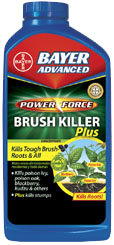 BAYER
BAYER
ADVANCED
POWER FORCE
BRUSH KILLER
Plus
Kills Tough Brush
Roots & All
• Kills poison ivy,
poison oak,
blackberry,
kudzu & others
• Plus kills stumps
Kills Roots!